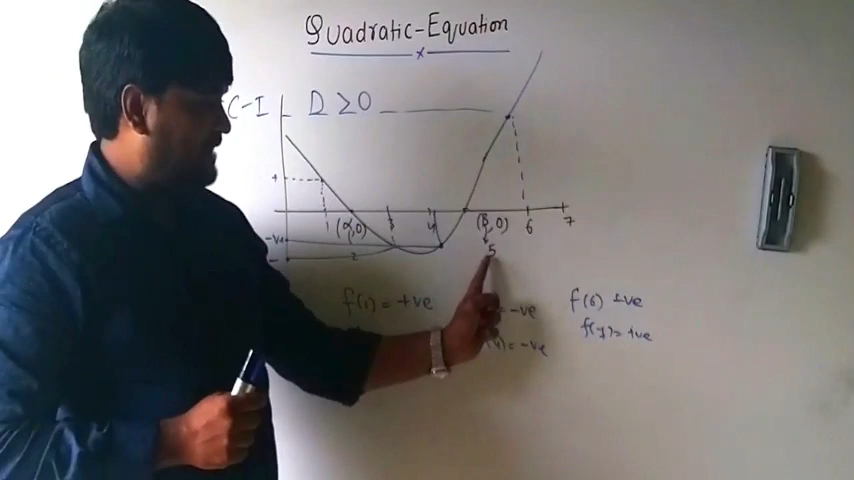 Quadratic-Equation
x
C-I D ≥ 0
+
1 (α,0) 3 4 (β,0) 6 7
-ve
2 5
f(1) = +ve = -ve f(6) +ve
(4) = -ve f(7) = +ve